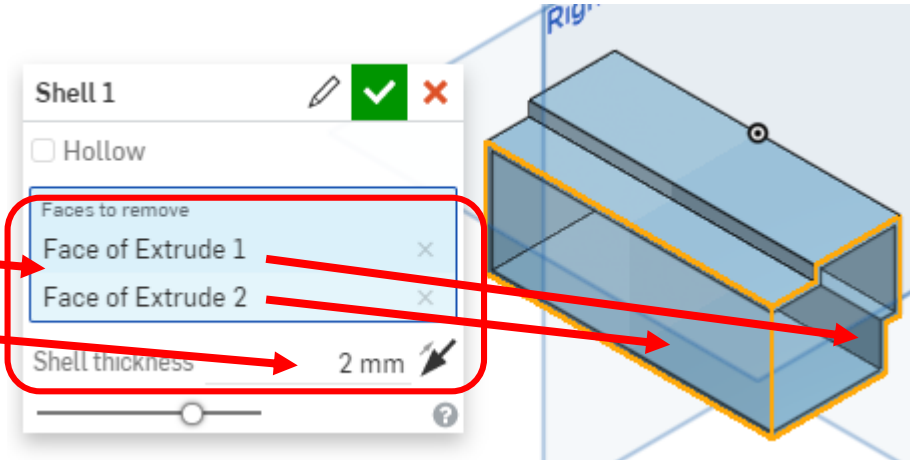 Shell 1
Hollow
Faces to remove
Face of Extrude 1
Face of Extrude 2
Shell thickness
2 mm
?